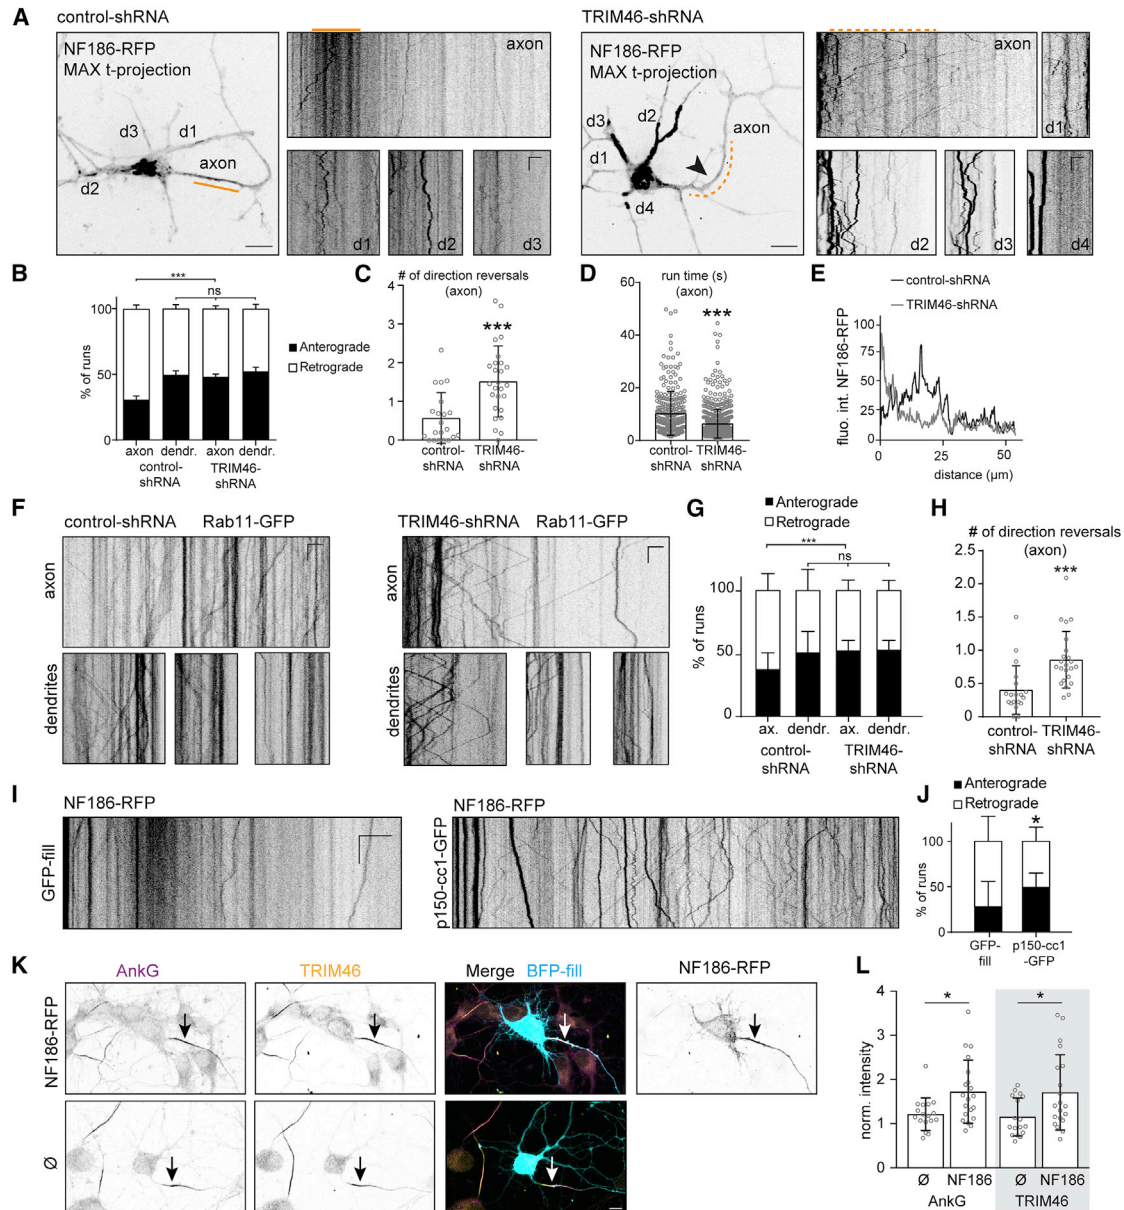 A
control-shRNA
NF186-RFP
MAX t-projection
d3
d1
axon
d2
axon
d1
d2
d3
TRIM46-shRNA
NF186-RFP
MAX t-projection
d3
d2
axon
d1
d4
axon
d1
d2
d3
d4
B
***
ns
100
50
0
% of runs
axon dendr. axon dendr.
control-shRNA
TRIM46-shRNA
Anterograde
Retrograde
C
# of direction reversals
(axon)
4
3
2
1
0
***
control-shRNA
TRIM46-shRNA
D
run time (s)
(axon)
60
40
20
0
***
control-shRNA
TRIM46-shRNA
E
control-shRNA
TRIM46-shRNA
fluo. int. NF186-RFP
100
75
50
25
0
0 25 50
distance (µm)
F
control-shRNA Rab11-GFP
axon
dendrites
TRIM46-shRNA Rab11-GFP
axon
dendrites
G
Anterograde
Retrograde
***
ns
100
50
0
% of runs
ax. dendr. ax. dendr.
control-shRNA
TRIM46-shRNA
H
# of direction reversals
(axon)
2.5
2.0
1.5
1.0
0.5
0
***
control-shRNA
TRIM46-shRNA
I
NF186-RFP
GFP-fill
NF186-RFP
p150-cc1-GFP
J
Anterograde
Retrograde
*
100
50
0
% of runs
GFP-fill
p150-cc1-GFP
K
AnkG
TRIM46
Merge BFP-fill
NF186-RFP
NF186-RFP
Ø
L
4
3
2
1
0
norm. intensity
*
*
Ø NF186 Ø NF186
AnkG TRIM46